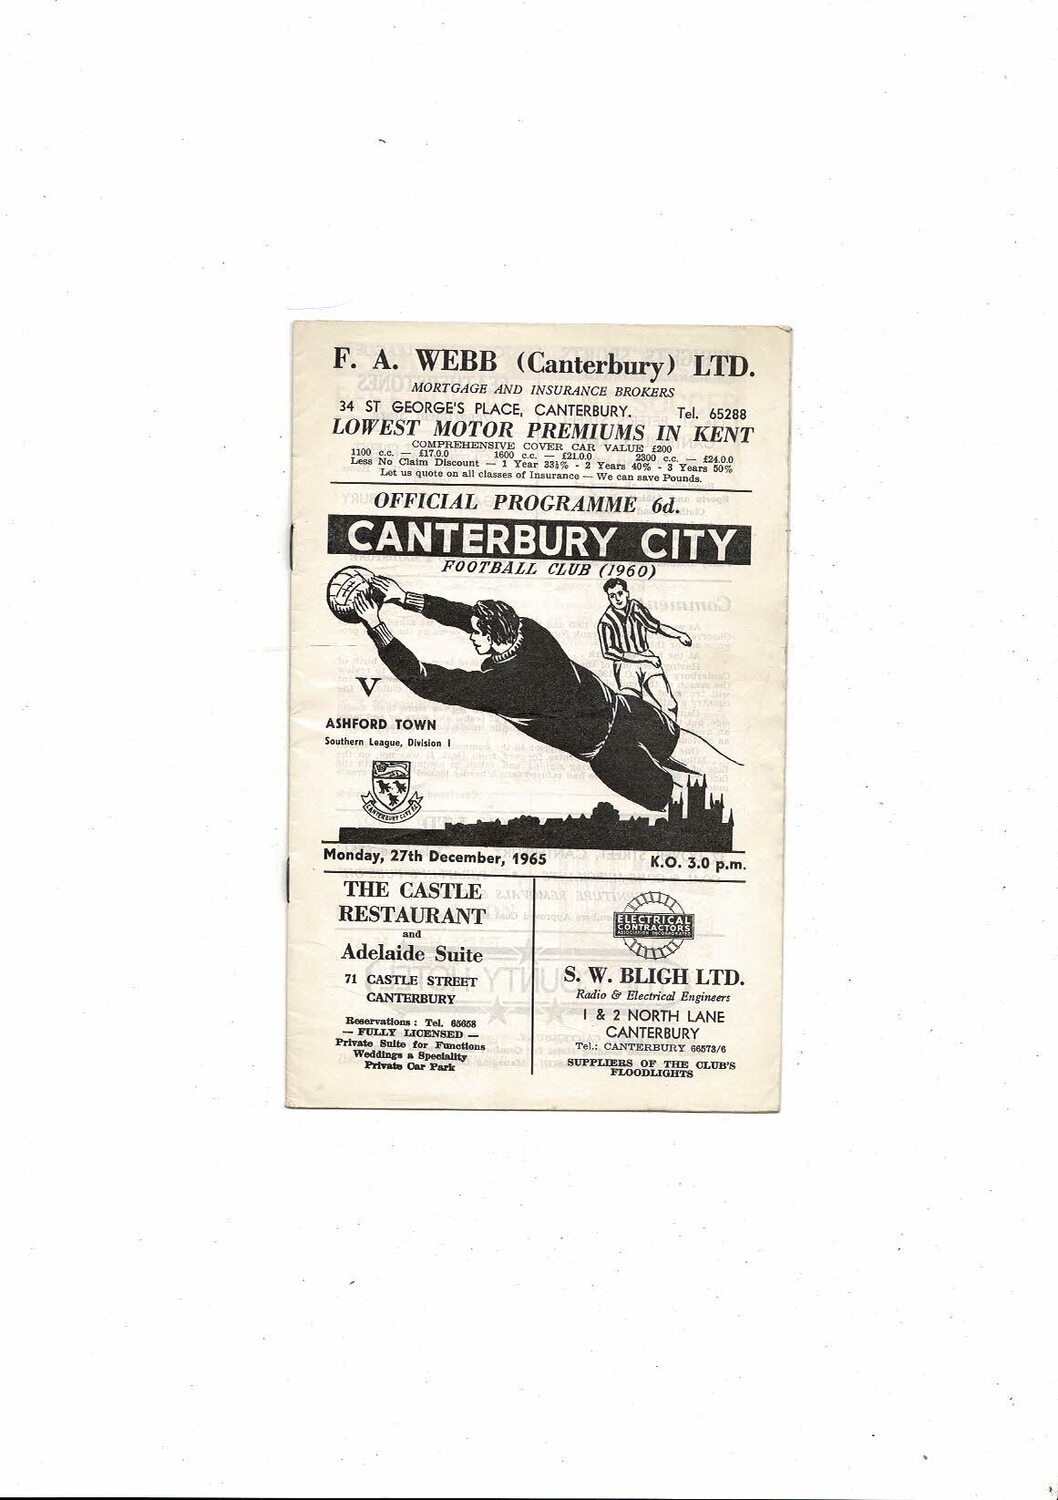 F. A. WEBB (Canterbury) LTD.
MORTGAGE AND INSURANCE BROKERS
34 ST GEORGE'S PLACE, CANTERBURY. Tel. 65288
LOWEST MOTOR PREMIUMS IN KENT
COMPREHENSIVE COVER CAR VALUE £200
1100 c.c. — £17.0.0 1600 c.c. — £21.0.0 2300 c.c. — £24.0.0
Less No Claim Discount — 1 Year 33⅓% - 2 Years 40% - 3 Years 50%
Let us quote on all classes of Insurance — We can save Pounds.
OFFICIAL PROGRAMME 6d.
CANTERBURY CITY
FOOTBALL CLUB (1960)
V
ASHFORD TOWN
Southern League, Division I
CANTERBURY CITY F.C.
Monday, 27th December, 1965 K.O. 3.0 p.m.
THE CASTLE
RESTAURANT
and
Adelaide Suite
71 CASTLE STREET
CANTERBURY
Reservations : Tel. 65658
— FULLY LICENSED —
Private Suite for Functions
Weddings a Speciality
Private Car Park
ELECTRICAL
CONTRACTORS
ASSOCIATION INCORPORATED
S. W. BLIGH LTD.
Radio & Electrical Engineers
1 & 2 NORTH LANE
CANTERBURY
Tel.: CANTERBURY 66573/6
SUPPLIERS OF THE CLUB'S
FLOODLIGHTS